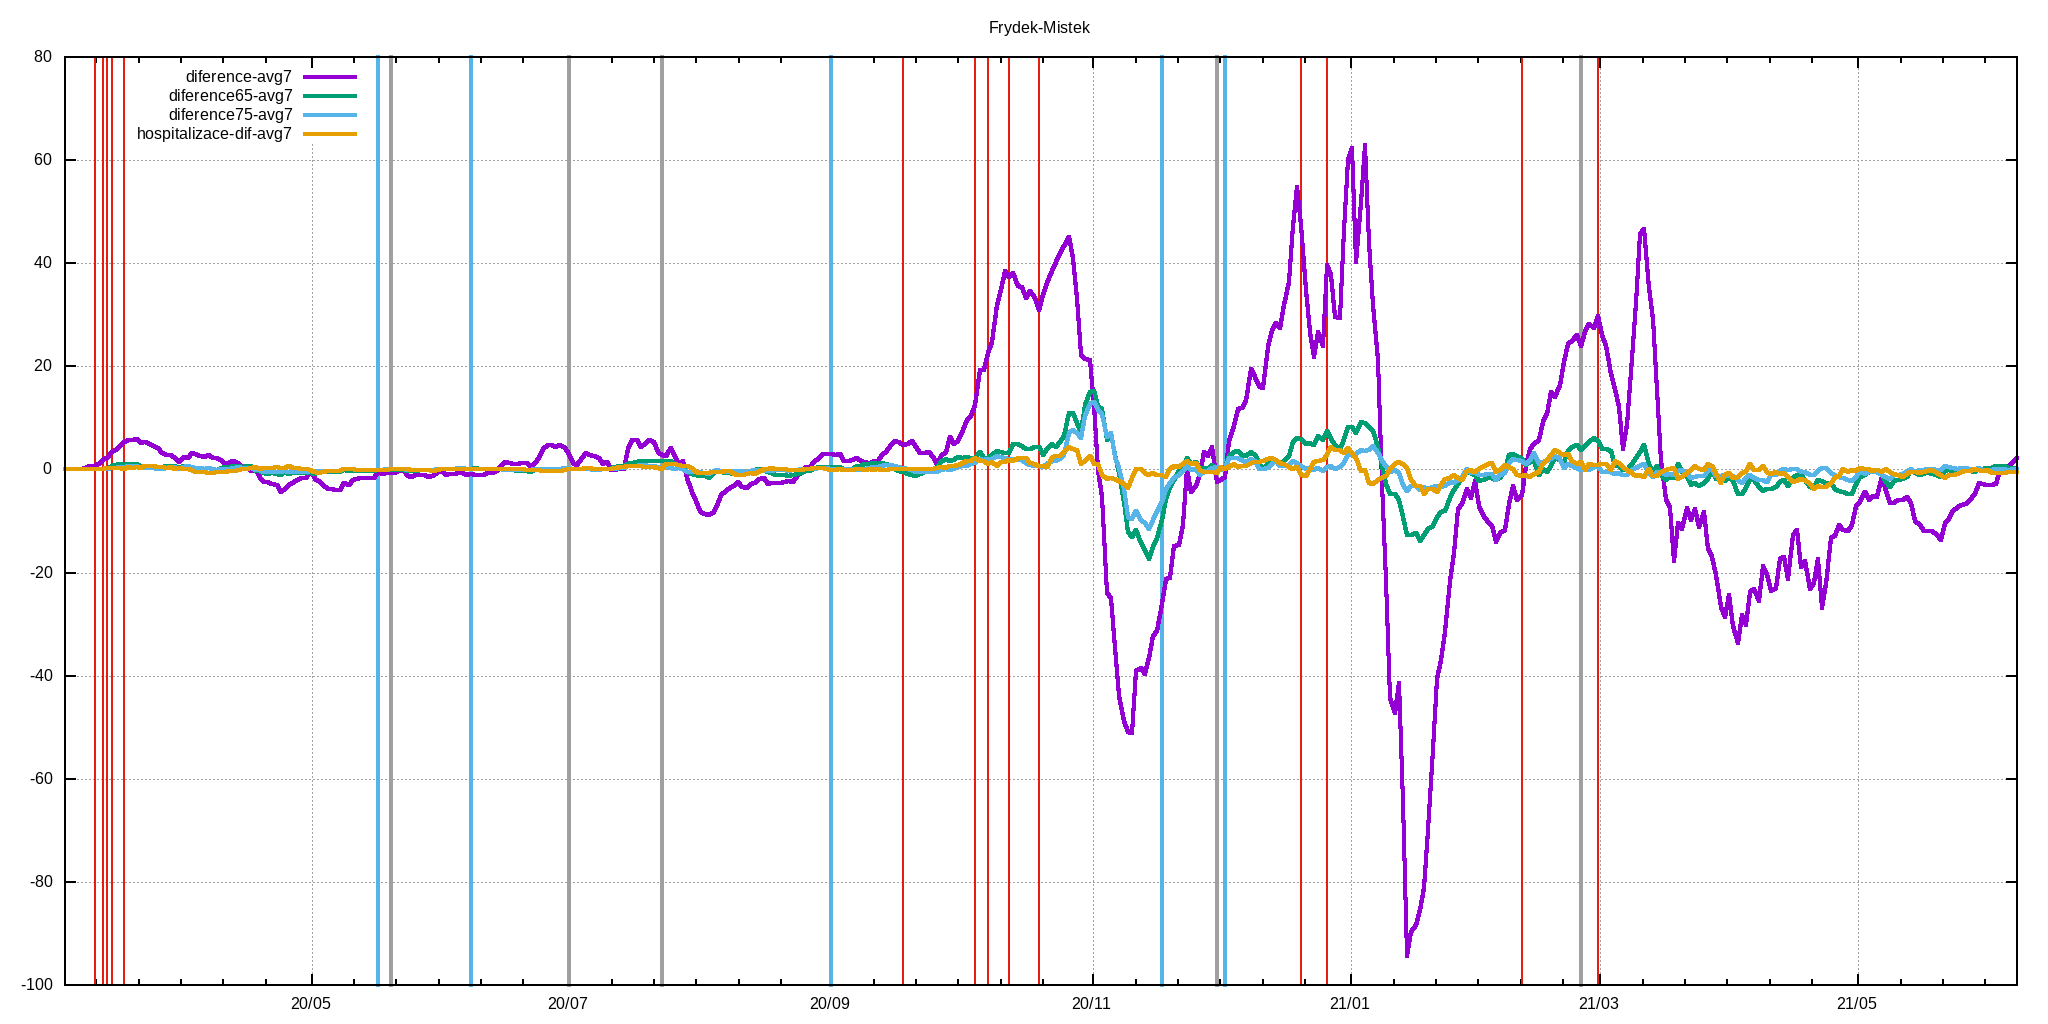 Frydek-Mistek
diference-avg7
diference65-avg7
diference75-avg7
hospitalizace-dif-avg7
80
60
40
20
0
-20
-40
-60
-80
-100
20/05 20/07 20/09 20/11 21/01 21/03 21/05